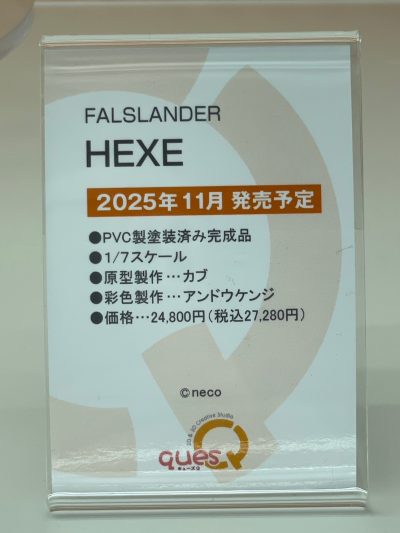 FALSLANDER
HEXE
2025年11月 発売予定
●PVC製塗装済み完成品
●1/7スケール
●原型製作…カブ
●彩色製作…アンドウケンジ
●価格…24,800円(税込27,280円)
©neco
2D & 3D Creative Studio
quesQ
キューズQ